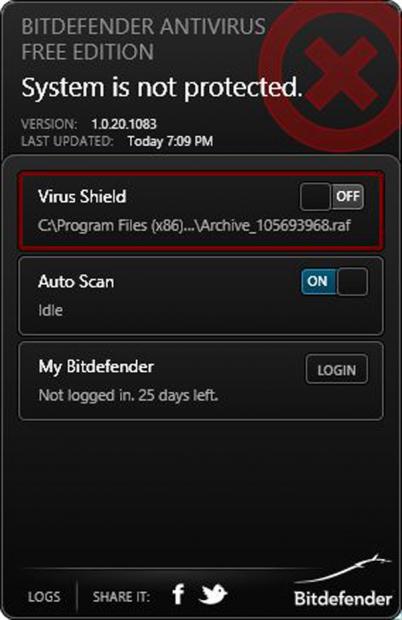 BITDEFENDER ANTIVIRUS
FREE EDITION
System is not protected.
VERSION: 1.0.20.1083
LAST UPDATED: Today 7:09 PM
Virus Shield OFF
C:\Program Files (x86)...\Archive_105693968.raf
Auto Scan ON
Idle
My Bitdefender LOGIN
Not logged in. 25 days left.
LOGS SHARE IT: f Bitdefender